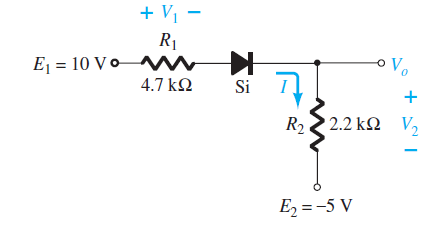 + V₁ −
R₁
E₁ = 10 V
4.7 kΩ
Si
I
Vₒ
+
R₂
2.2 kΩ
V₂
−
E₂ = −5 V